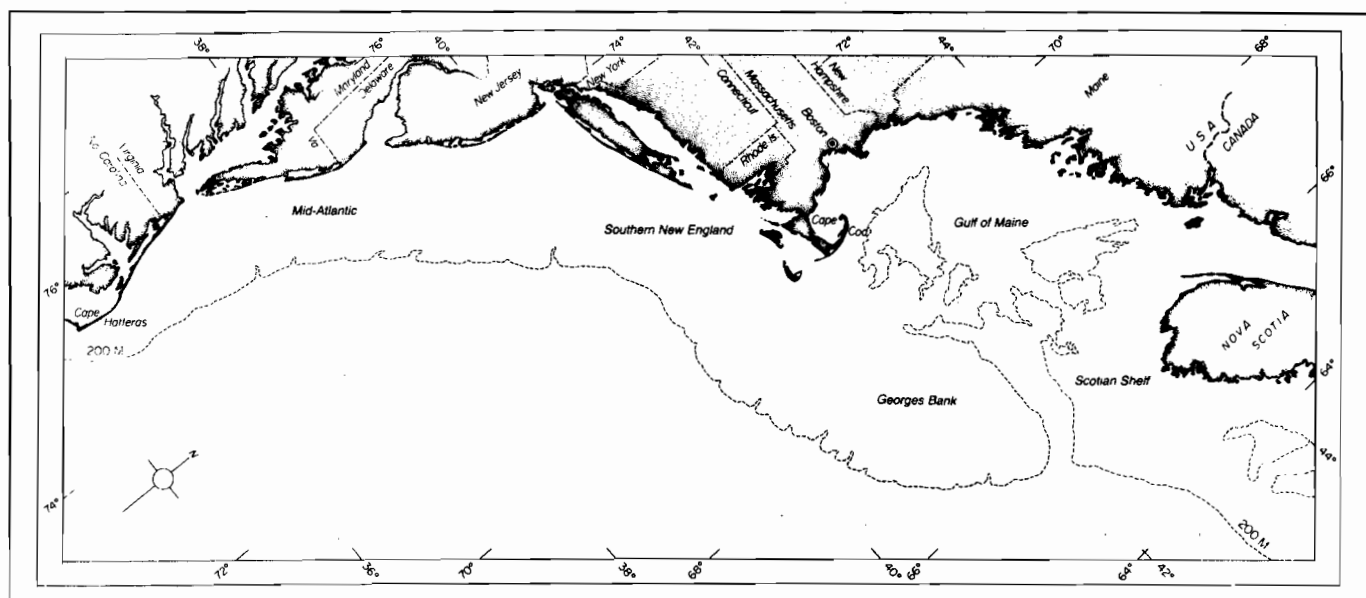 38°
76°
40°
74°
42°
72°
44°
70°
68°
Maryland
Delaware
New Jersey
New York
Connecticut
Massachusetts
Rhode Is.
New
Hampshire
Boston
Maine
U S A
CANADA
66°
Virginia
No Carolina
Va
Mid-Atlantic
Southern New England
Cape
Cod
Gulf of Maine
76°
Cape
Hatteras
200 M
NOVA
SCOTIA
64°
Scotian Shelf
Georges Bank
N
44°
74°
200 M
72°
36°
70°
38°
68°
40°
66°
64°
42°